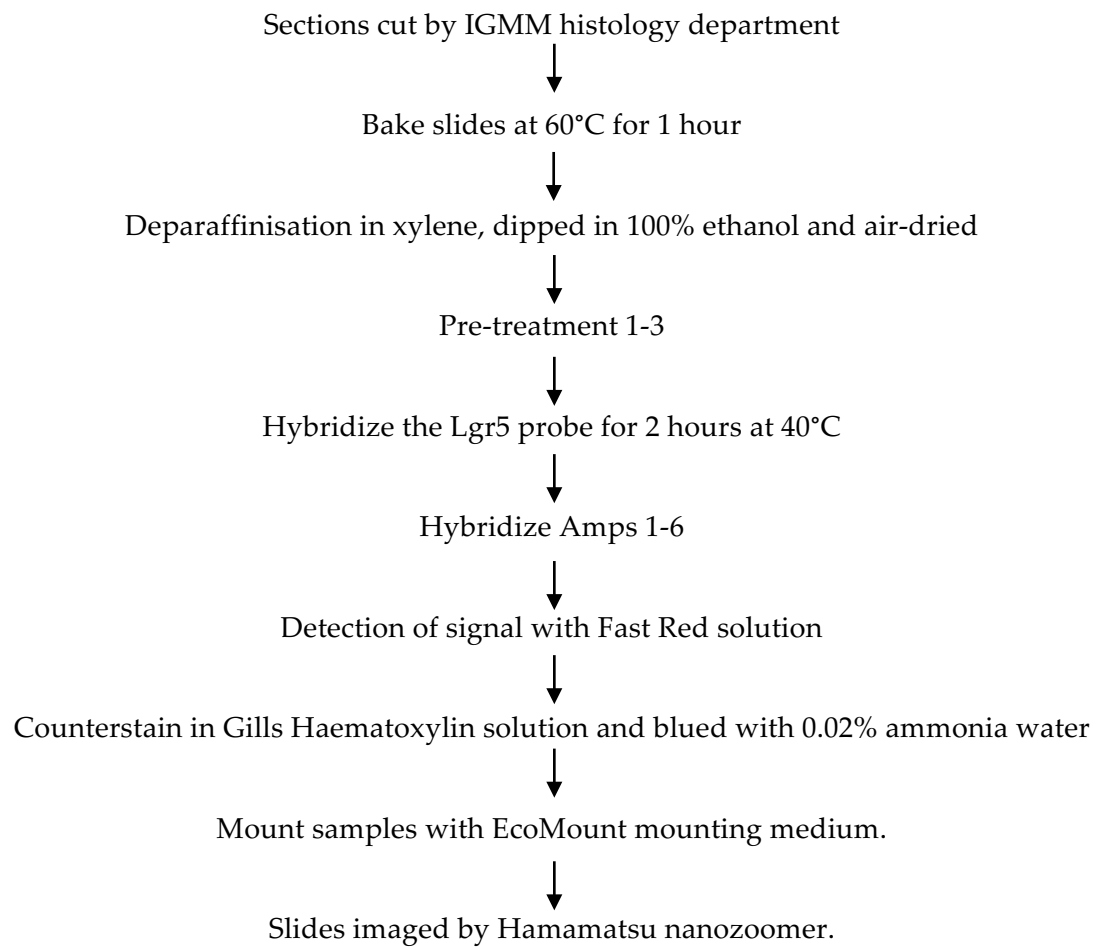 Sections cut by IGMM histology department
Bake slides at 60°C for 1 hour
Deparaffinisation in xylene, dipped in 100% ethanol and air-dried
Pre-treatment 1-3
Hybridize the Lgr5 probe for 2 hours at 40°C
Hybridize Amps 1-6
Detection of signal with Fast Red solution
Counterstain in Gills Haematoxylin solution and blued with 0.02% ammonia water
Mount samples with EcoMount mounting medium.
Slides imaged by Hamamatsu nanozoomer.